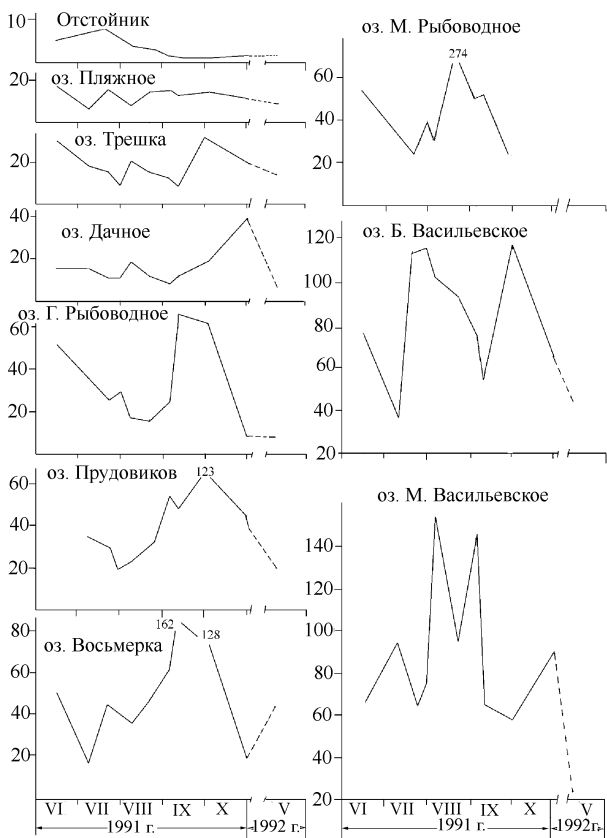 10
Отстойник
20
оз. Пляжное
оз. Трешка
20
40
оз. Дачное
20
оз. Г. Рыбоводное
60
40
20
оз. Прудовиков
123
60
40
20
162
128
80
оз. Восьмерка
60
40
20
VI VII VIII IX X V
1991 г. 1992 г.
оз. М. Рыбоводное
274
60
40
20
оз. Б. Васильевское
120
100
80
60
40
20
оз. М. Васильевское
140
120
100
80
60
40
20
VI VII VIII IX X V
1991 г. 1992г.